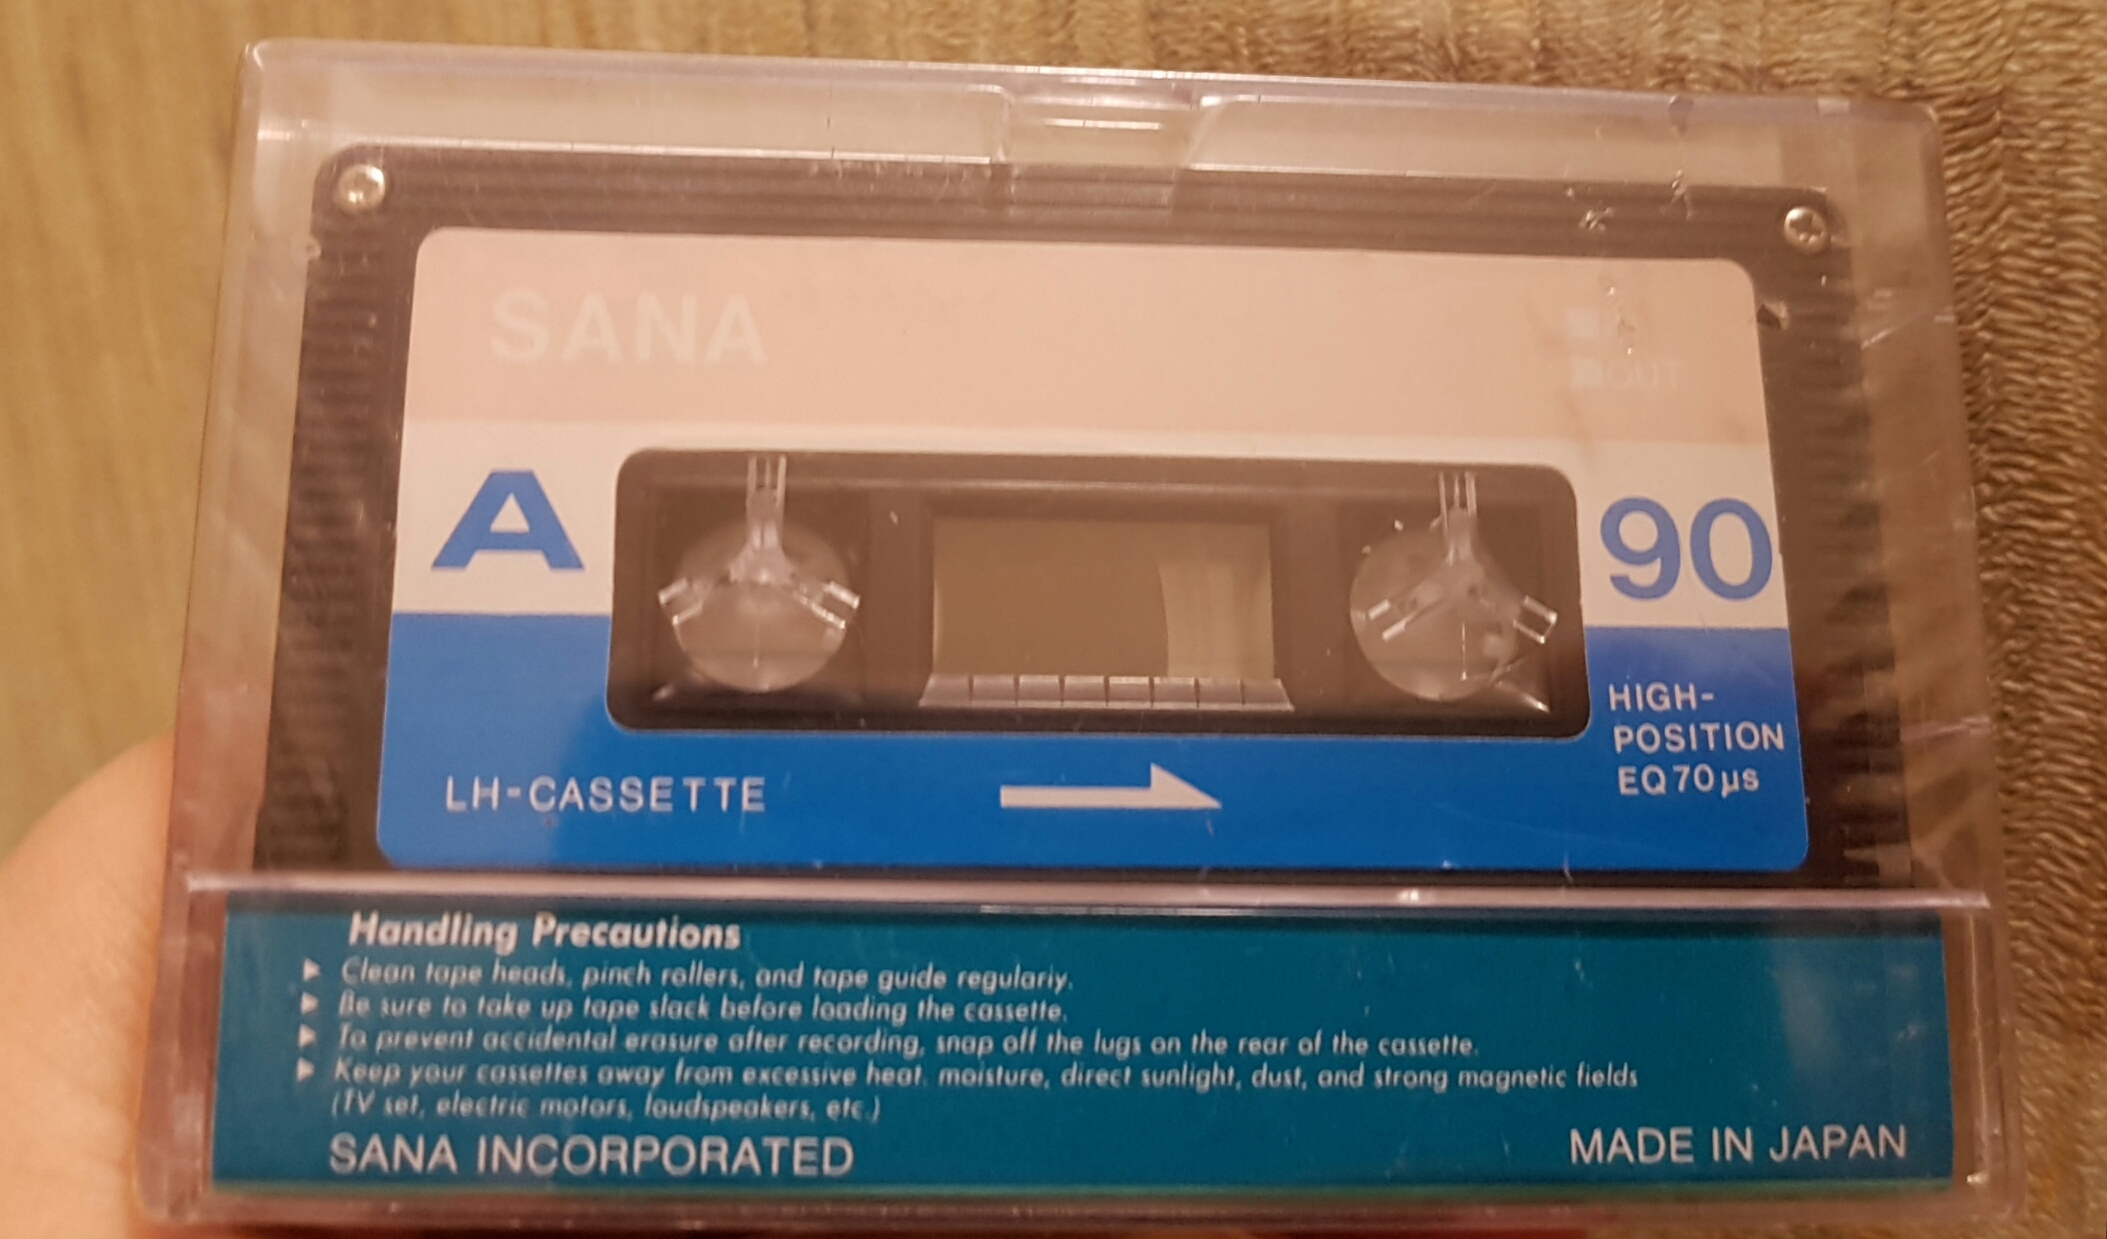 SANA
OUT
A
90
HIGH-
POSITION
EQ 70 µs
LH-CASSETTE
Handling Precautions
▶ Clean tape heads, pinch rollers, and tape guide regularly.
▶ Be sure to take up tape slack before loading the cassette.
▶ To prevent accidental erasure after recording, snap off the lugs on the rear of the cassette.
▶ Keep your cassettes away from excessive heat, moisture, direct sunlight, dust, and strong magnetic fields
(TV set, electric motors, loudspeakers, etc.)
SANA INCORPORATED
MADE IN JAPAN